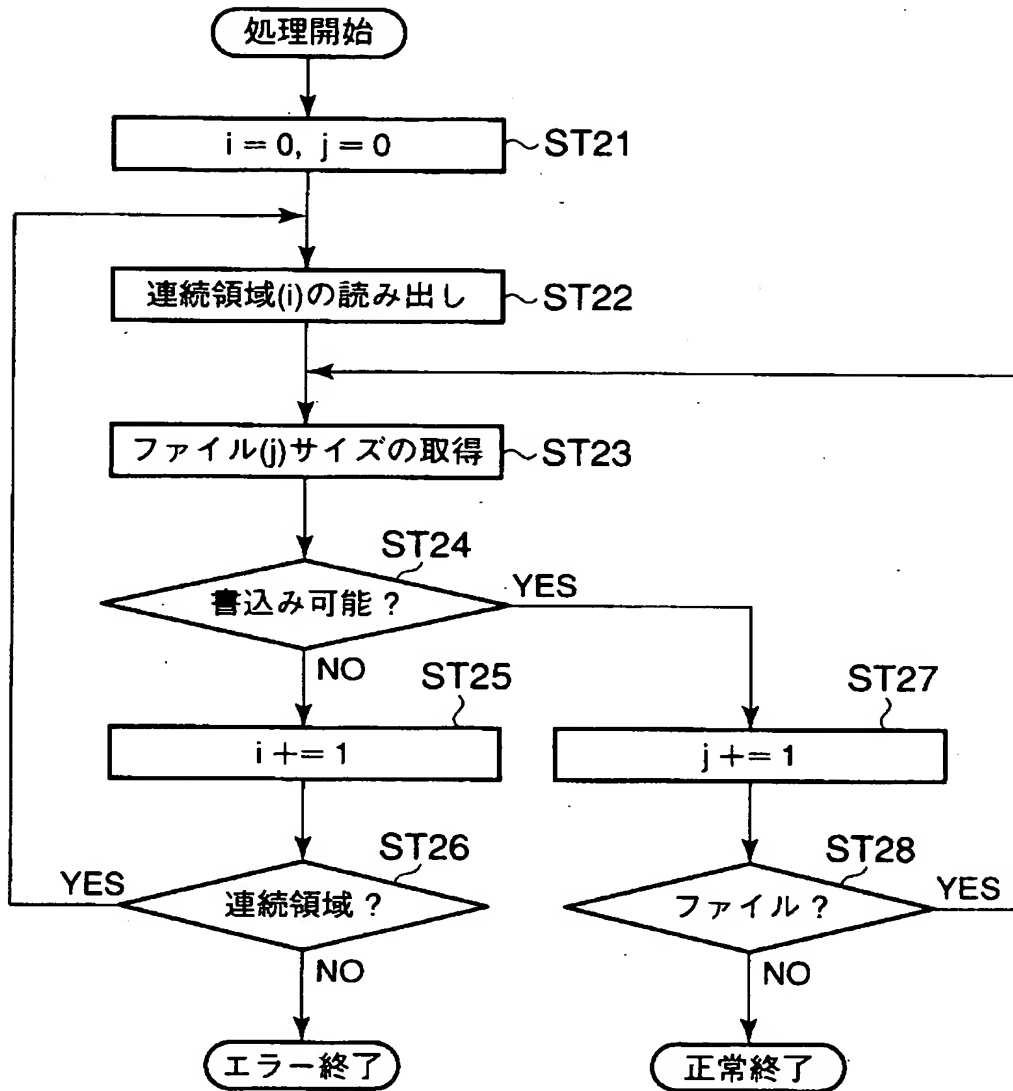 処理開始
i = 0, j = 0
ST21
連続領域(i)の読み出し
ST22
ファイル(j)サイズの取得
ST23
ST24
書込み可能?
YES
NO
ST25
i += 1
ST27
j += 1
ST26
連続領域?
YES
NO
ST28
ファイル?
YES
NO
エラー終了
正常終了